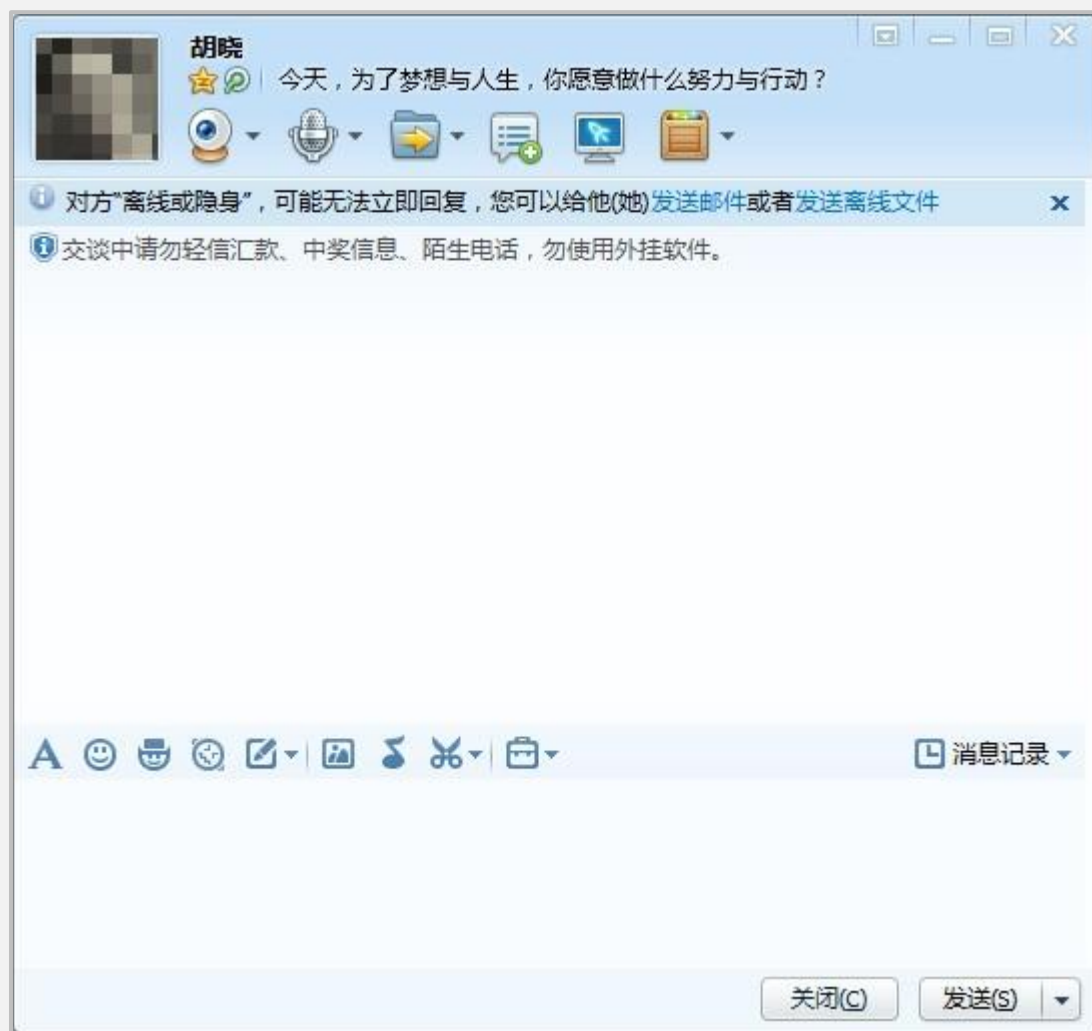 胡晓
今天，为了梦想与人生，你愿意做什么努力与行动？
对方“离线或隐身”，可能无法立即回复，您可以给他(她)发送邮件或者发送离线文件
交谈中请勿轻信汇款、中奖信息、陌生电话，勿使用外挂软件。
消息记录
关闭(C) 发送(S)